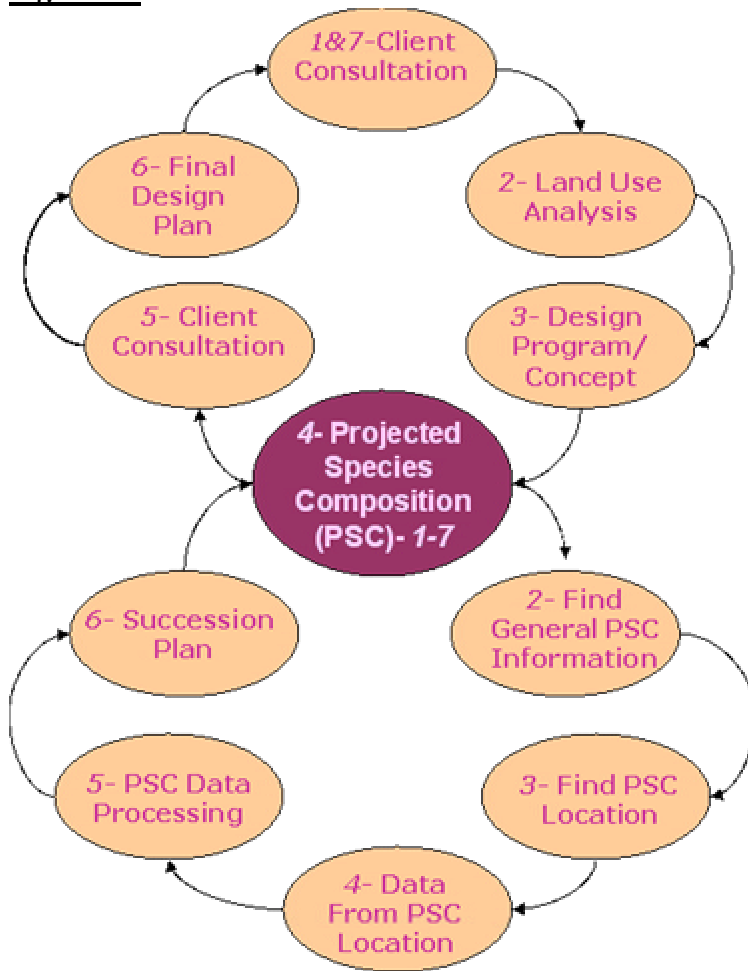 1&7-Client
Consultation
6- Final
Design
Plan
2- Land Use
Analysis
5- Client
Consultation
3- Design
Program/
Concept
4- Projected
Species
Composition
(PSC)- 1-7
6- Succession
Plan
2- Find
General PSC
Information
5- PSC Data
Processing
3- Find PSC
Location
4- Data
From PSC
Location